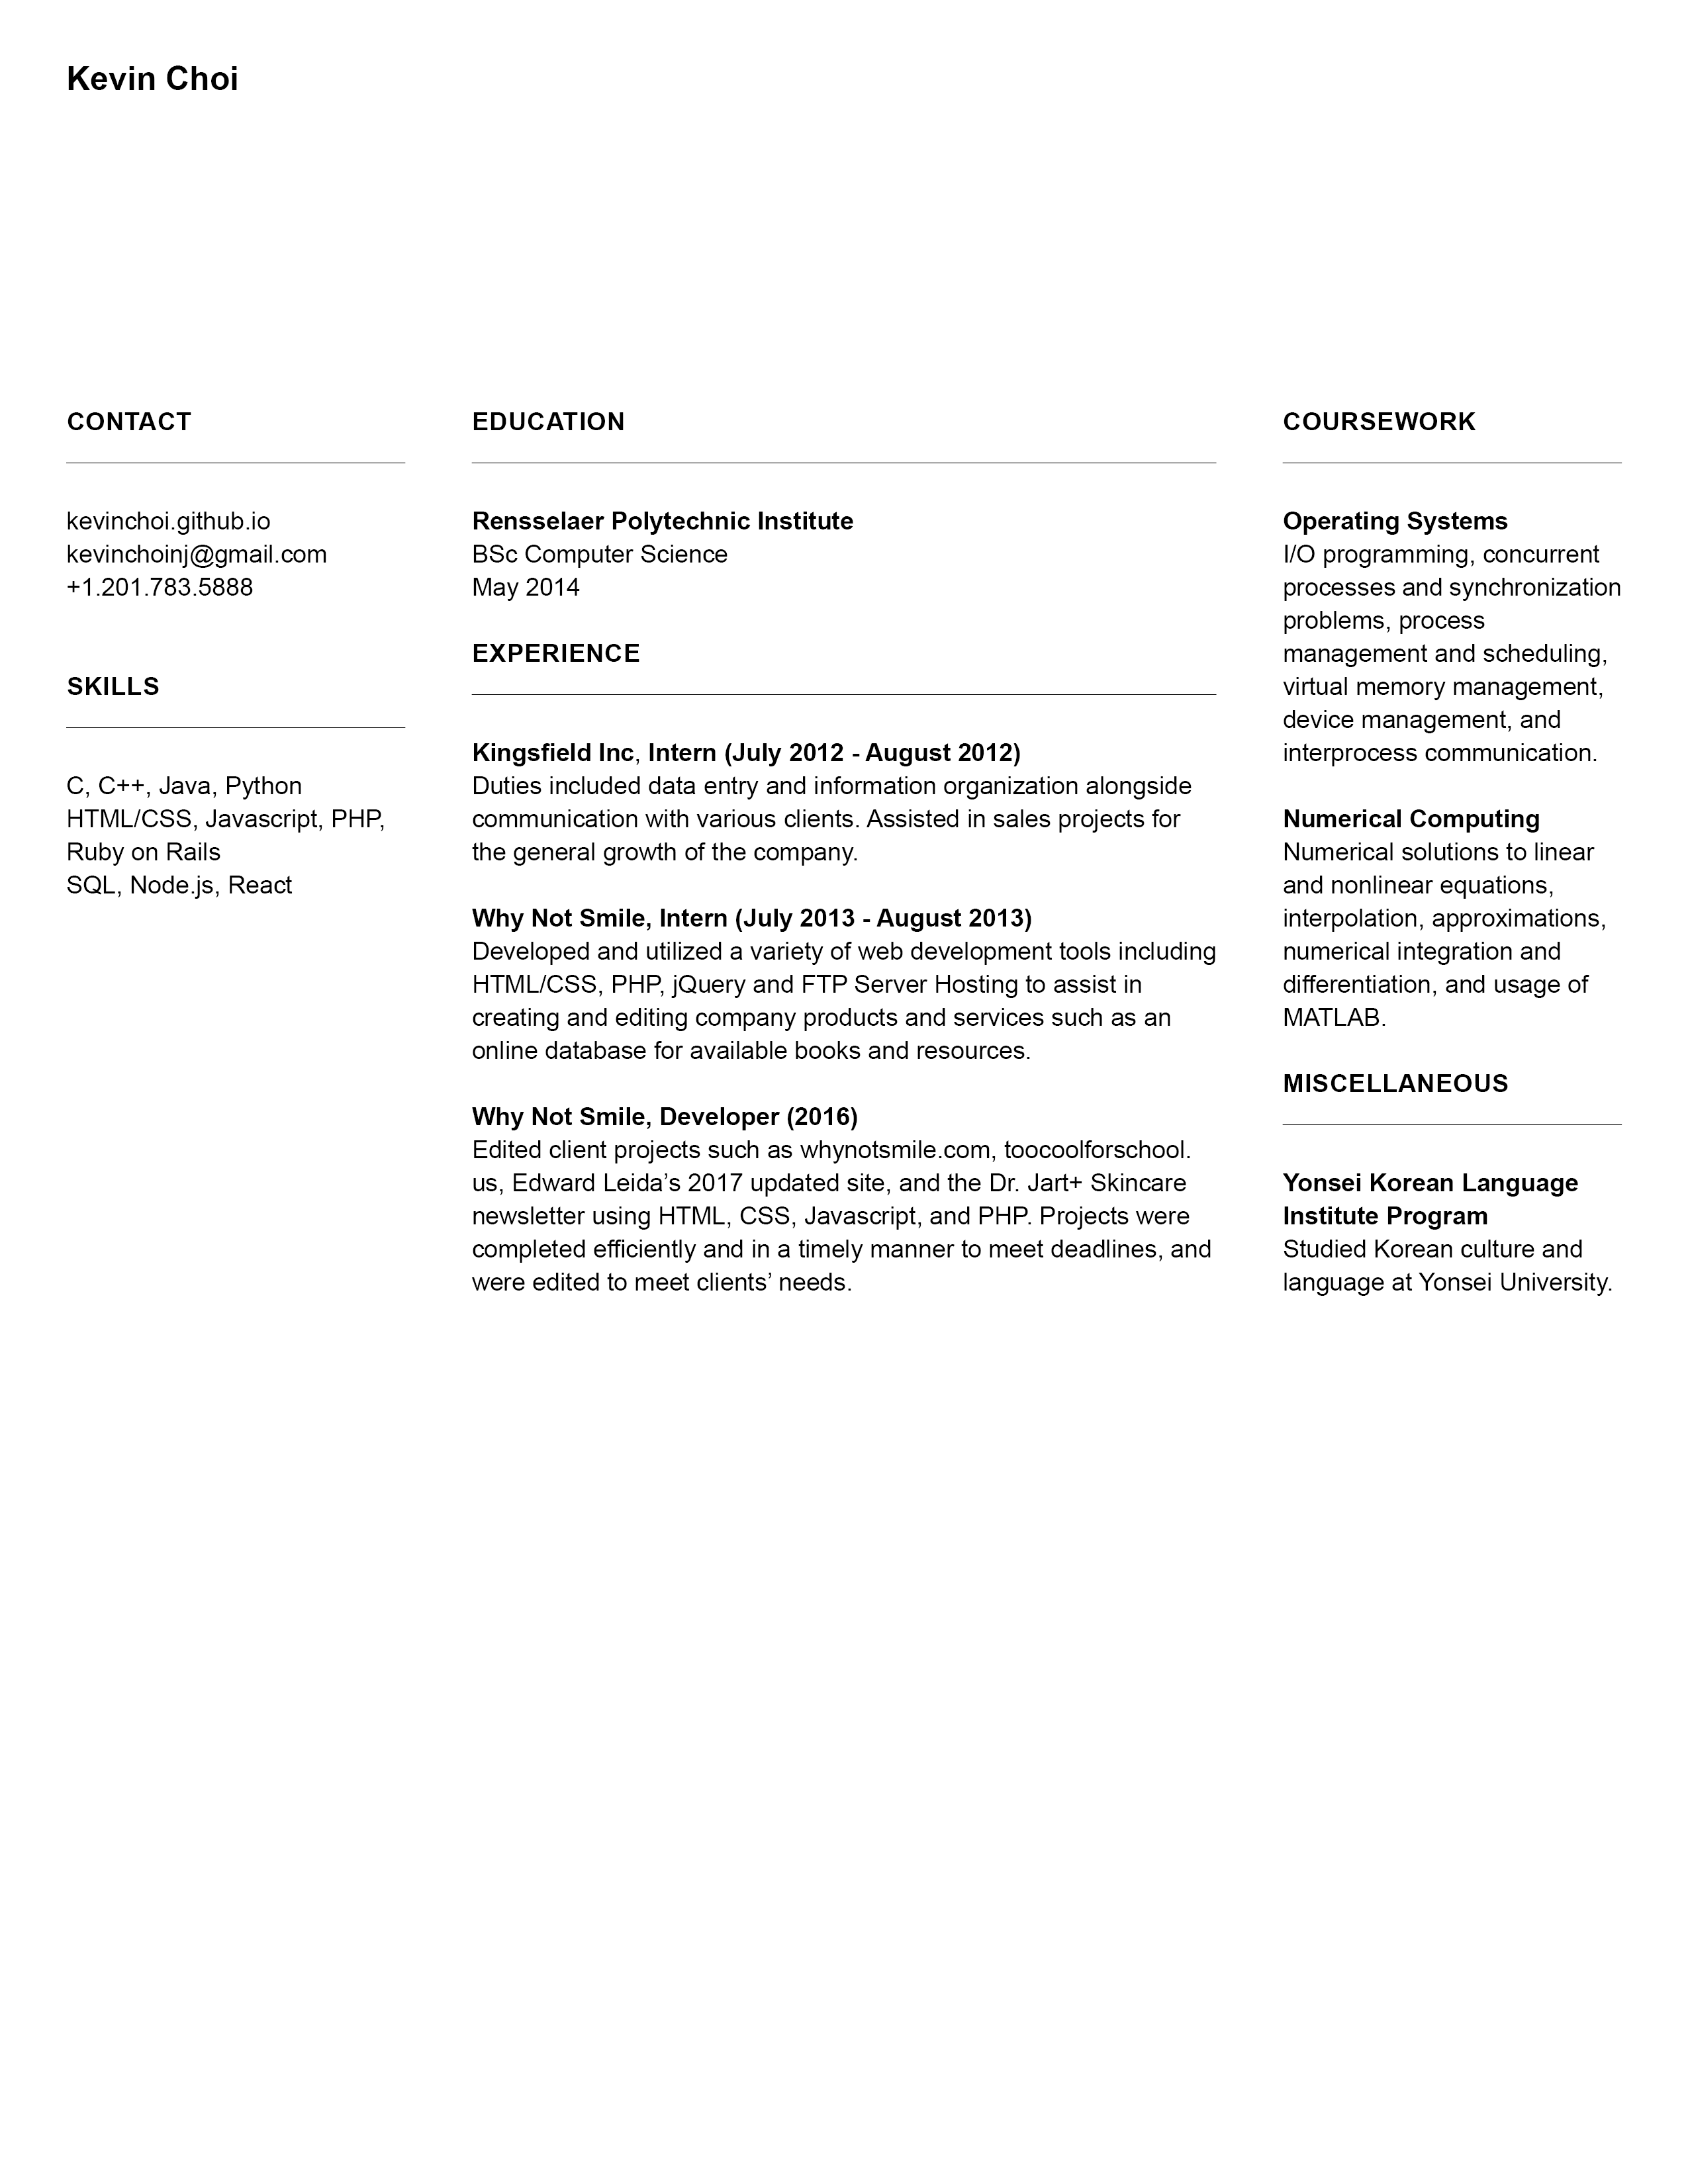 Kevin Choi
CONTACT
kevinchoi.github.io
kevinchoinj@gmail.com
+1.201.783.5888
SKILLS
C, C++, Java, Python
HTML/CSS, Javascript, PHP,
Ruby on Rails
SQL, Node.js, React
EDUCATION
Rensselaer Polytechnic Institute
BSc Computer Science
May 2014
EXPERIENCE
Kingsfield Inc, Intern (July 2012 - August 2012)
Duties included data entry and information organization alongside
communication with various clients. Assisted in sales projects for
the general growth of the company.
Why Not Smile, Intern (July 2013 - August 2013)
Developed and utilized a variety of web development tools including
HTML/CSS, PHP, jQuery and FTP Server Hosting to assist in
creating and editing company products and services such as an
online database for available books and resources.
Why Not Smile, Developer (2016)
Edited client projects such as whynotsmile.com, toocoolforschool.
us, Edward Leida’s 2017 updated site, and the Dr. Jart+ Skincare
newsletter using HTML, CSS, Javascript, and PHP. Projects were
completed efficiently and in a timely manner to meet deadlines, and
were edited to meet clients’ needs.
COURSEWORK
Operating Systems
I/O programming, concurrent
processes and synchronization
problems, process
management and scheduling,
virtual memory management,
device management, and
interprocess communication.
Numerical Computing
Numerical solutions to linear
and nonlinear equations,
interpolation, approximations,
numerical integration and
differentiation, and usage of
MATLAB.
MISCELLANEOUS
Yonsei Korean Language
Institute Program
Studied Korean culture and
language at Yonsei University.